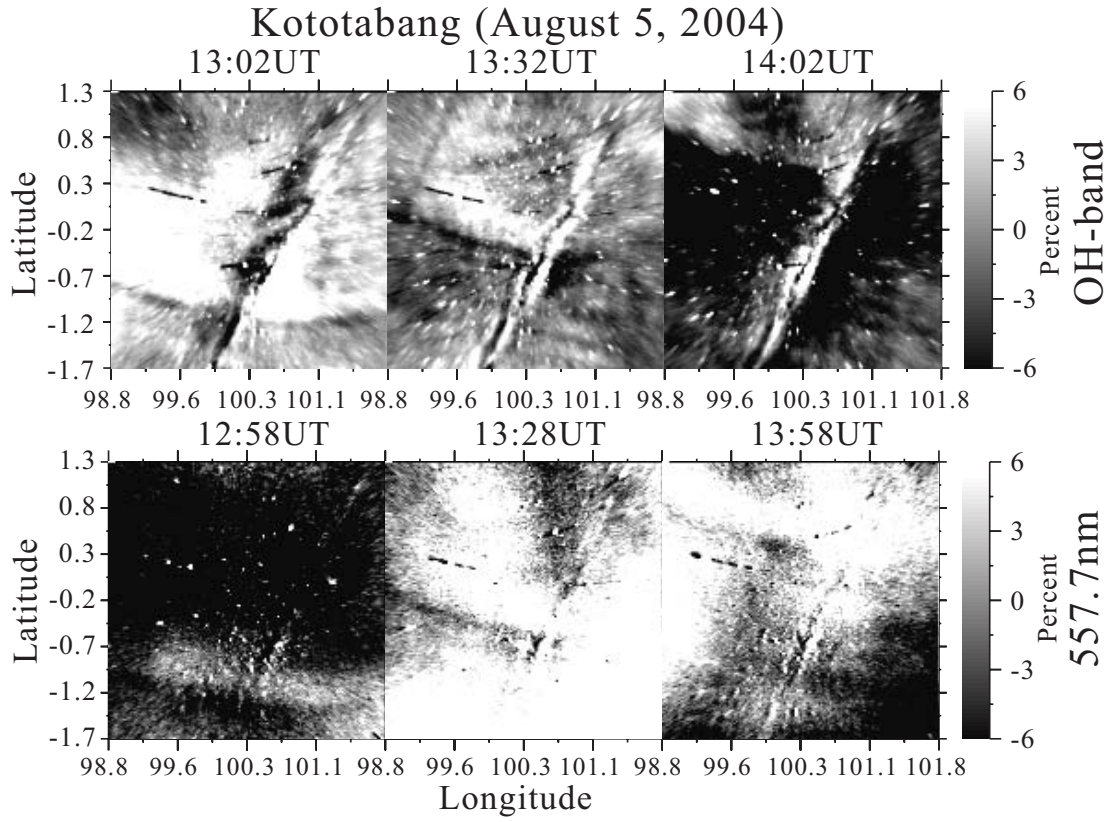 Kototabang (August 5, 2004)
13:02UT 13:32UT 14:02UT
1.3
0.8
0.3
-0.2
-0.7
-1.2
-1.7
Latitude
98.8 99.6 100.3 101.1 98.8 99.6 100.3 101.1 98.8 99.6 100.3 101.1 101.8
6
3
0
-3
-6
Percent
OH-band
12:58UT 13:28UT 13:58UT
1.3
0.8
0.3
-0.2
-0.7
-1.2
-1.7
Latitude
98.8 99.6 100.3 101.1 98.8 99.6 100.3 101.1 98.8 99.6 100.3 101.1 101.8
Longitude
6
3
0
-3
-6
Percent
557.7nm